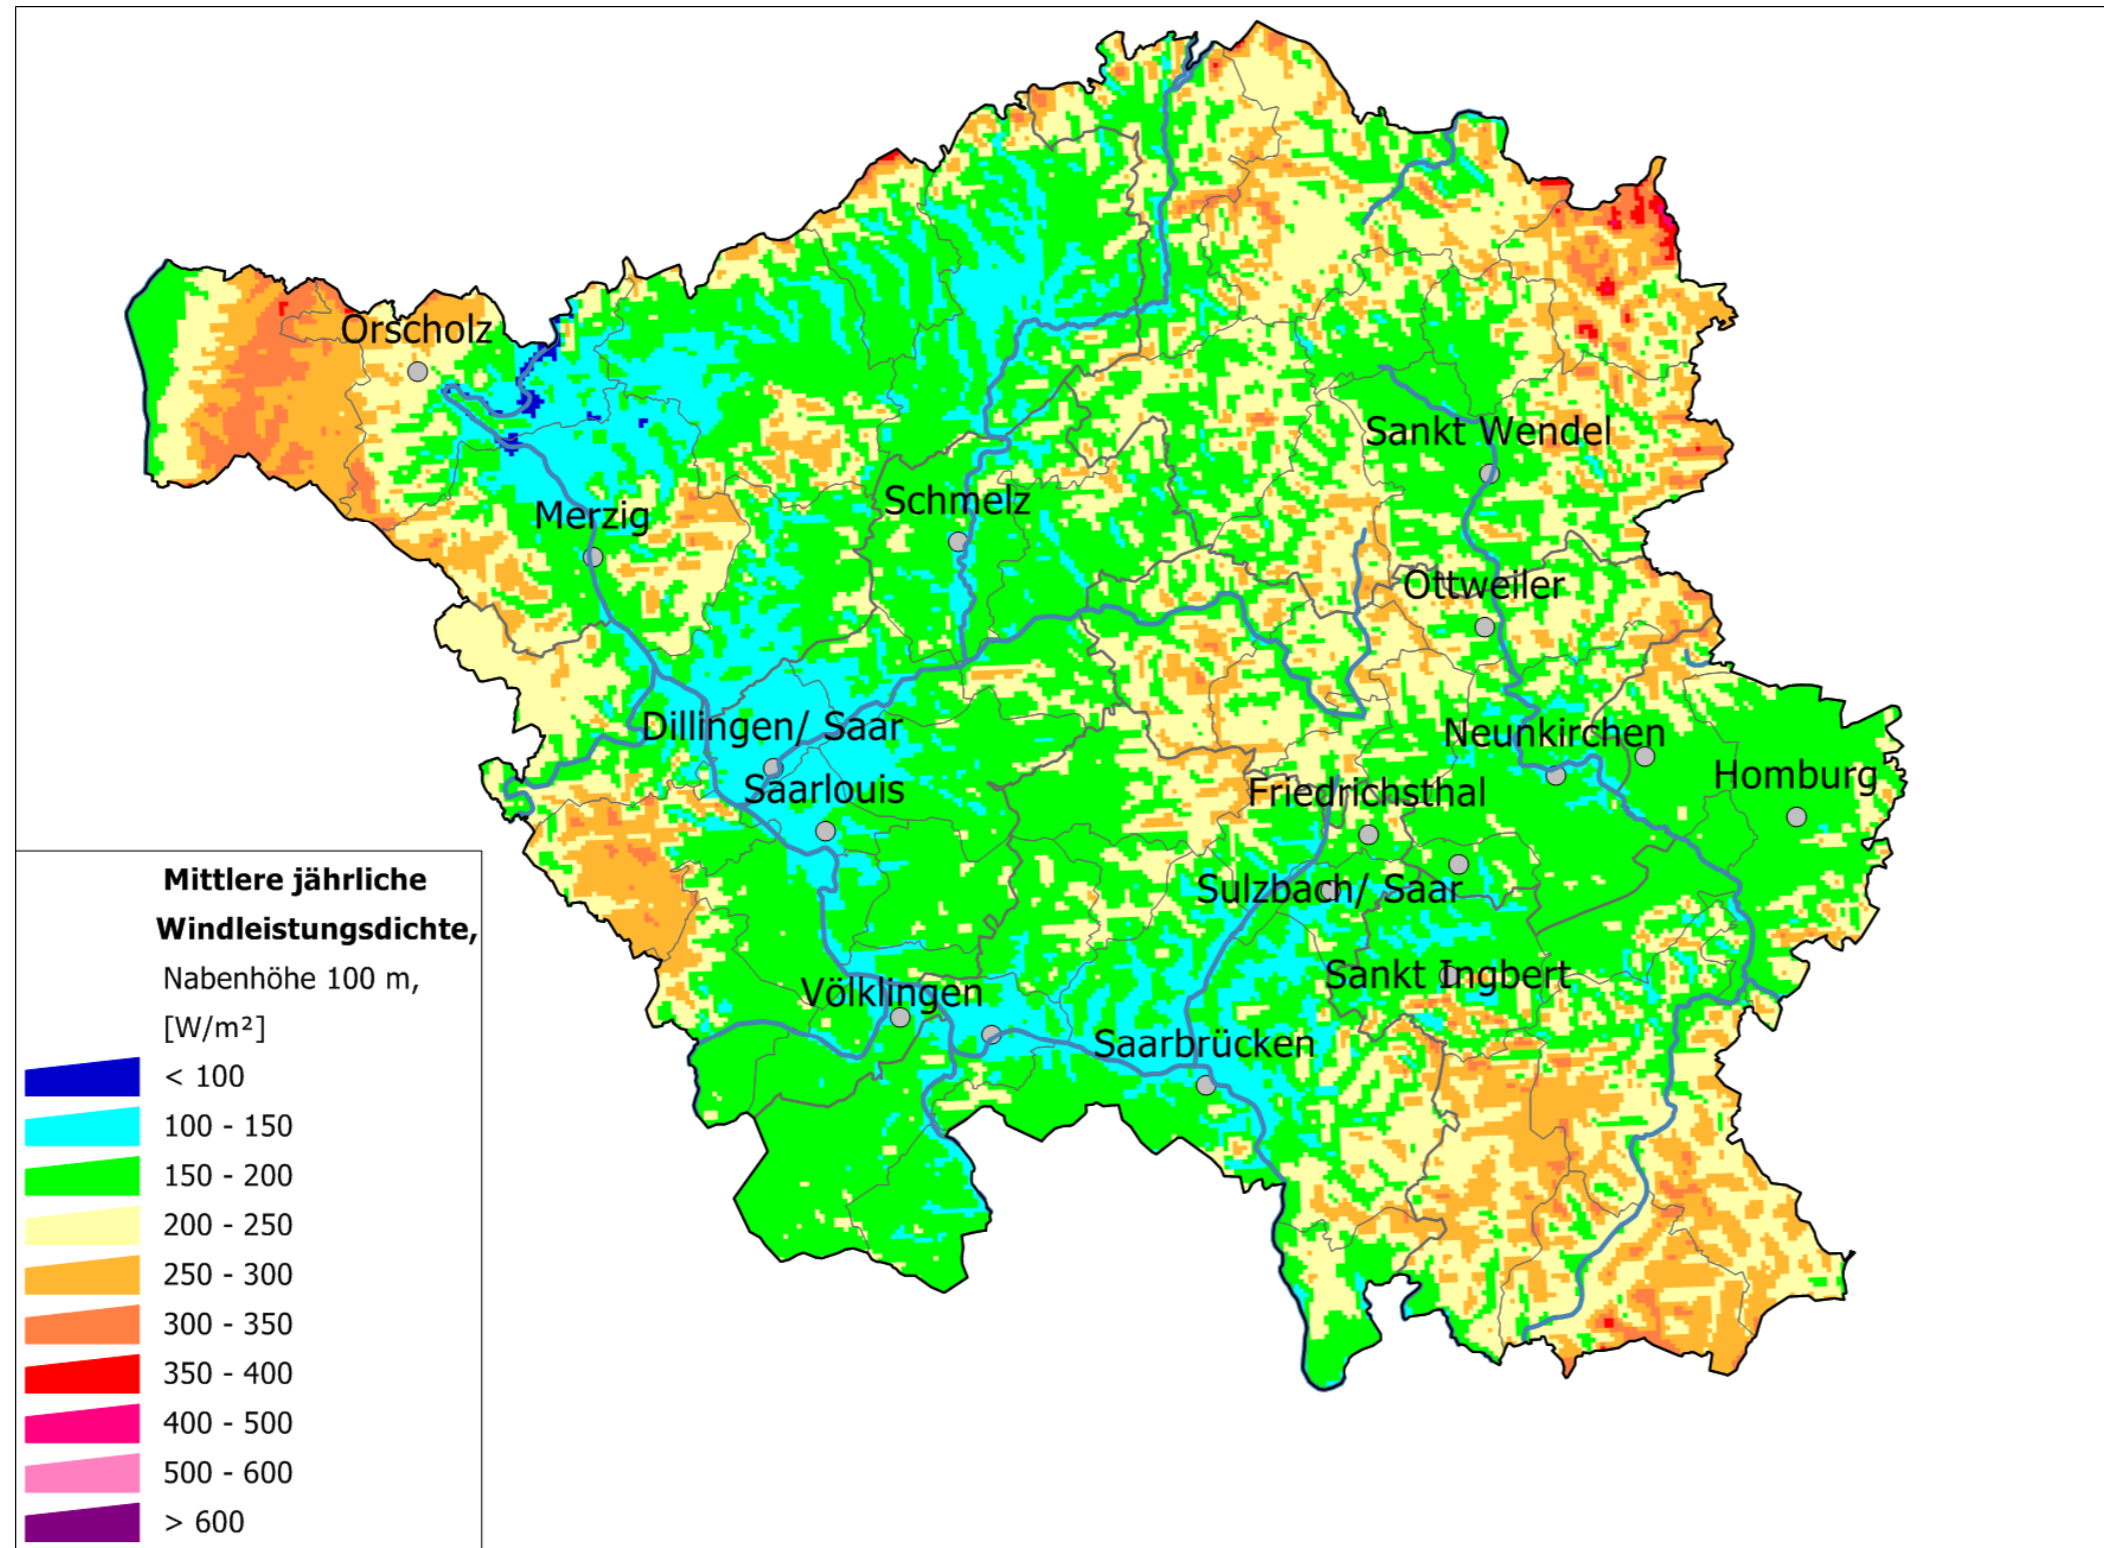 Orscholz
Sankt Wendel
Schmelz
Merzig
Ottweiler
Dillingen/ Saar
Neunkirchen
Homburg
Saarlouis
Friedrichsthal
Sulzbach/ Saar
Sankt Ingbert
Völklingen
Saarbrücken
Mittlere jährliche
Windleistungsdichte,
Nabenhöhe 100 m,
[W/m²]
< 100
100 - 150
150 - 200
200 - 250
250 - 300
300 - 350
350 - 400
400 - 500
500 - 600
> 600